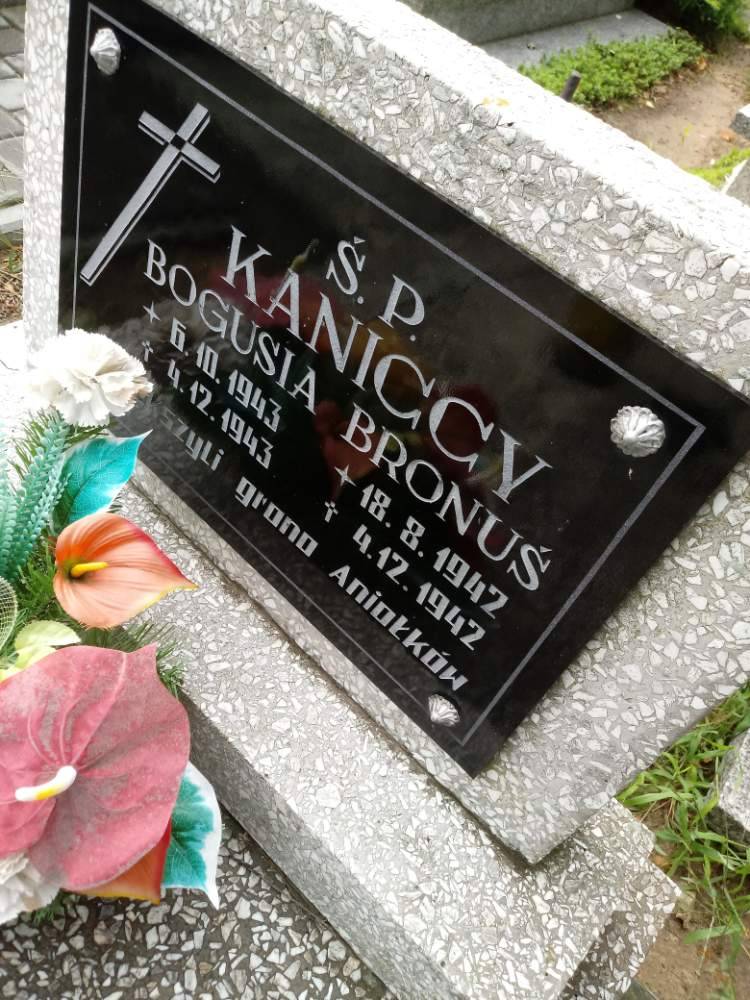 Ś. P.
KANICCY
BOGUSIA BRONUŚ
* 6.10.1943 * 18. 8. 1942
† 4.12.1943 † 4.12.1942
grono Aniołków